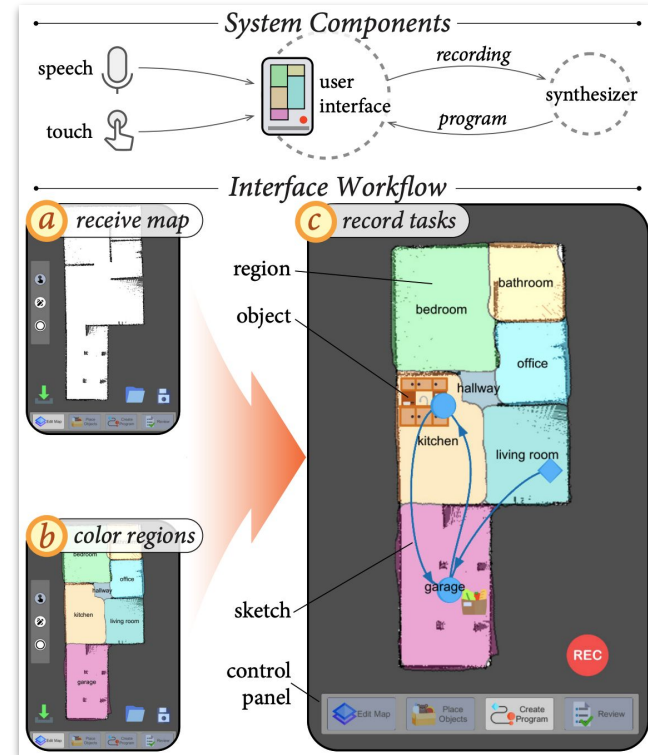 System Components
speech
touch
user
interface
recording
program
synthesizer
Interface Workflow
a receive map
Edit Map
Place
Objects
Create
Program
Review
b color regions
bedroom
office
hallway
kitchen
living room
garage
Edit Map
Place
Objects
Create
Program
Review
c record tasks
region
object
sketch
control
panel
bedroom
bathroom
office
hallway
kitchen
living room
garage
REC
Edit Map
Place
Objects
Create
Program
Review